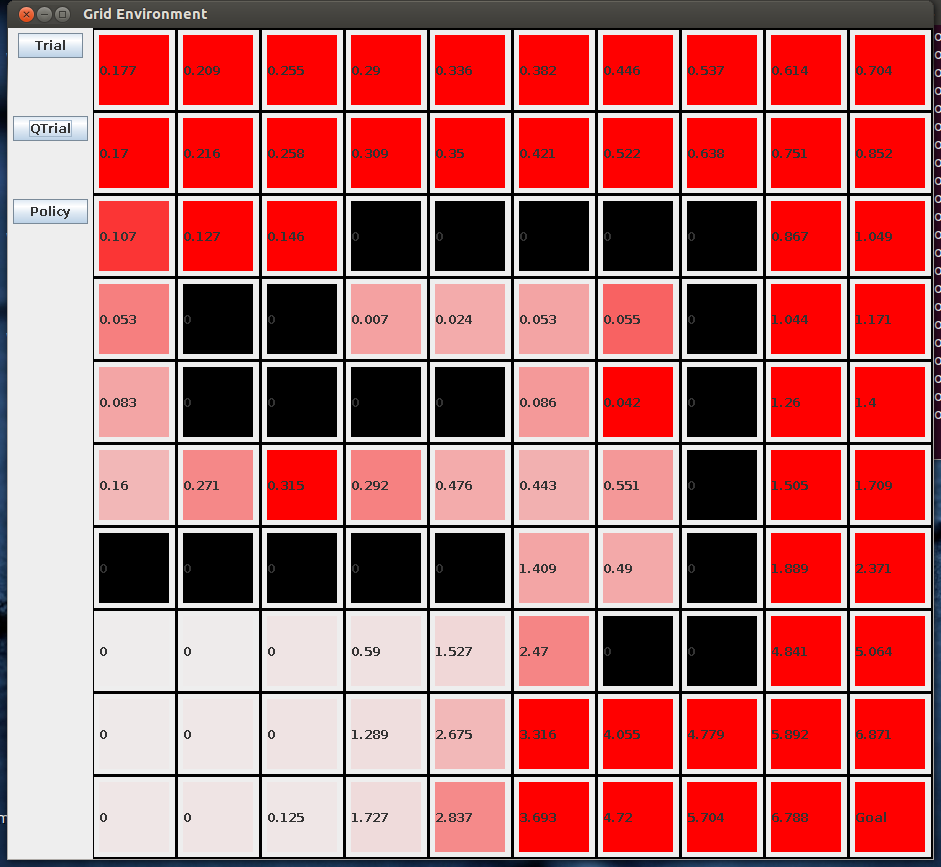 Grid Environment
Trial
0.177 0.209 0.255 0.29 0.336 0.382 0.446 0.537 0.614 0.704
QTrial
0.17 0.216 0.258 0.309 0.35 0.421 0.522 0.638 0.751 0.852
Policy
0.107 0.127 0.146 0 0 0 0 0 0.867 1.049
0.053 0 0 0.007 0.024 0.053 0.055 0 1.044 1.171
0.083 0 0 0 0 0.086 0.042 0 1.26 1.4
0.16 0.271 0.315 0.292 0.476 0.443 0.551 0 1.505 1.709
0 0 0 0 0 1.409 0.49 0 1.889 2.371
0 0 0 0.59 1.527 2.47 0 0 4.841 5.064
0 0 0 1.289 2.675 3.316 4.055 4.779 5.892 6.871
0 0 0.125 1.727 2.837 3.693 4.72 5.704 6.788 Goal